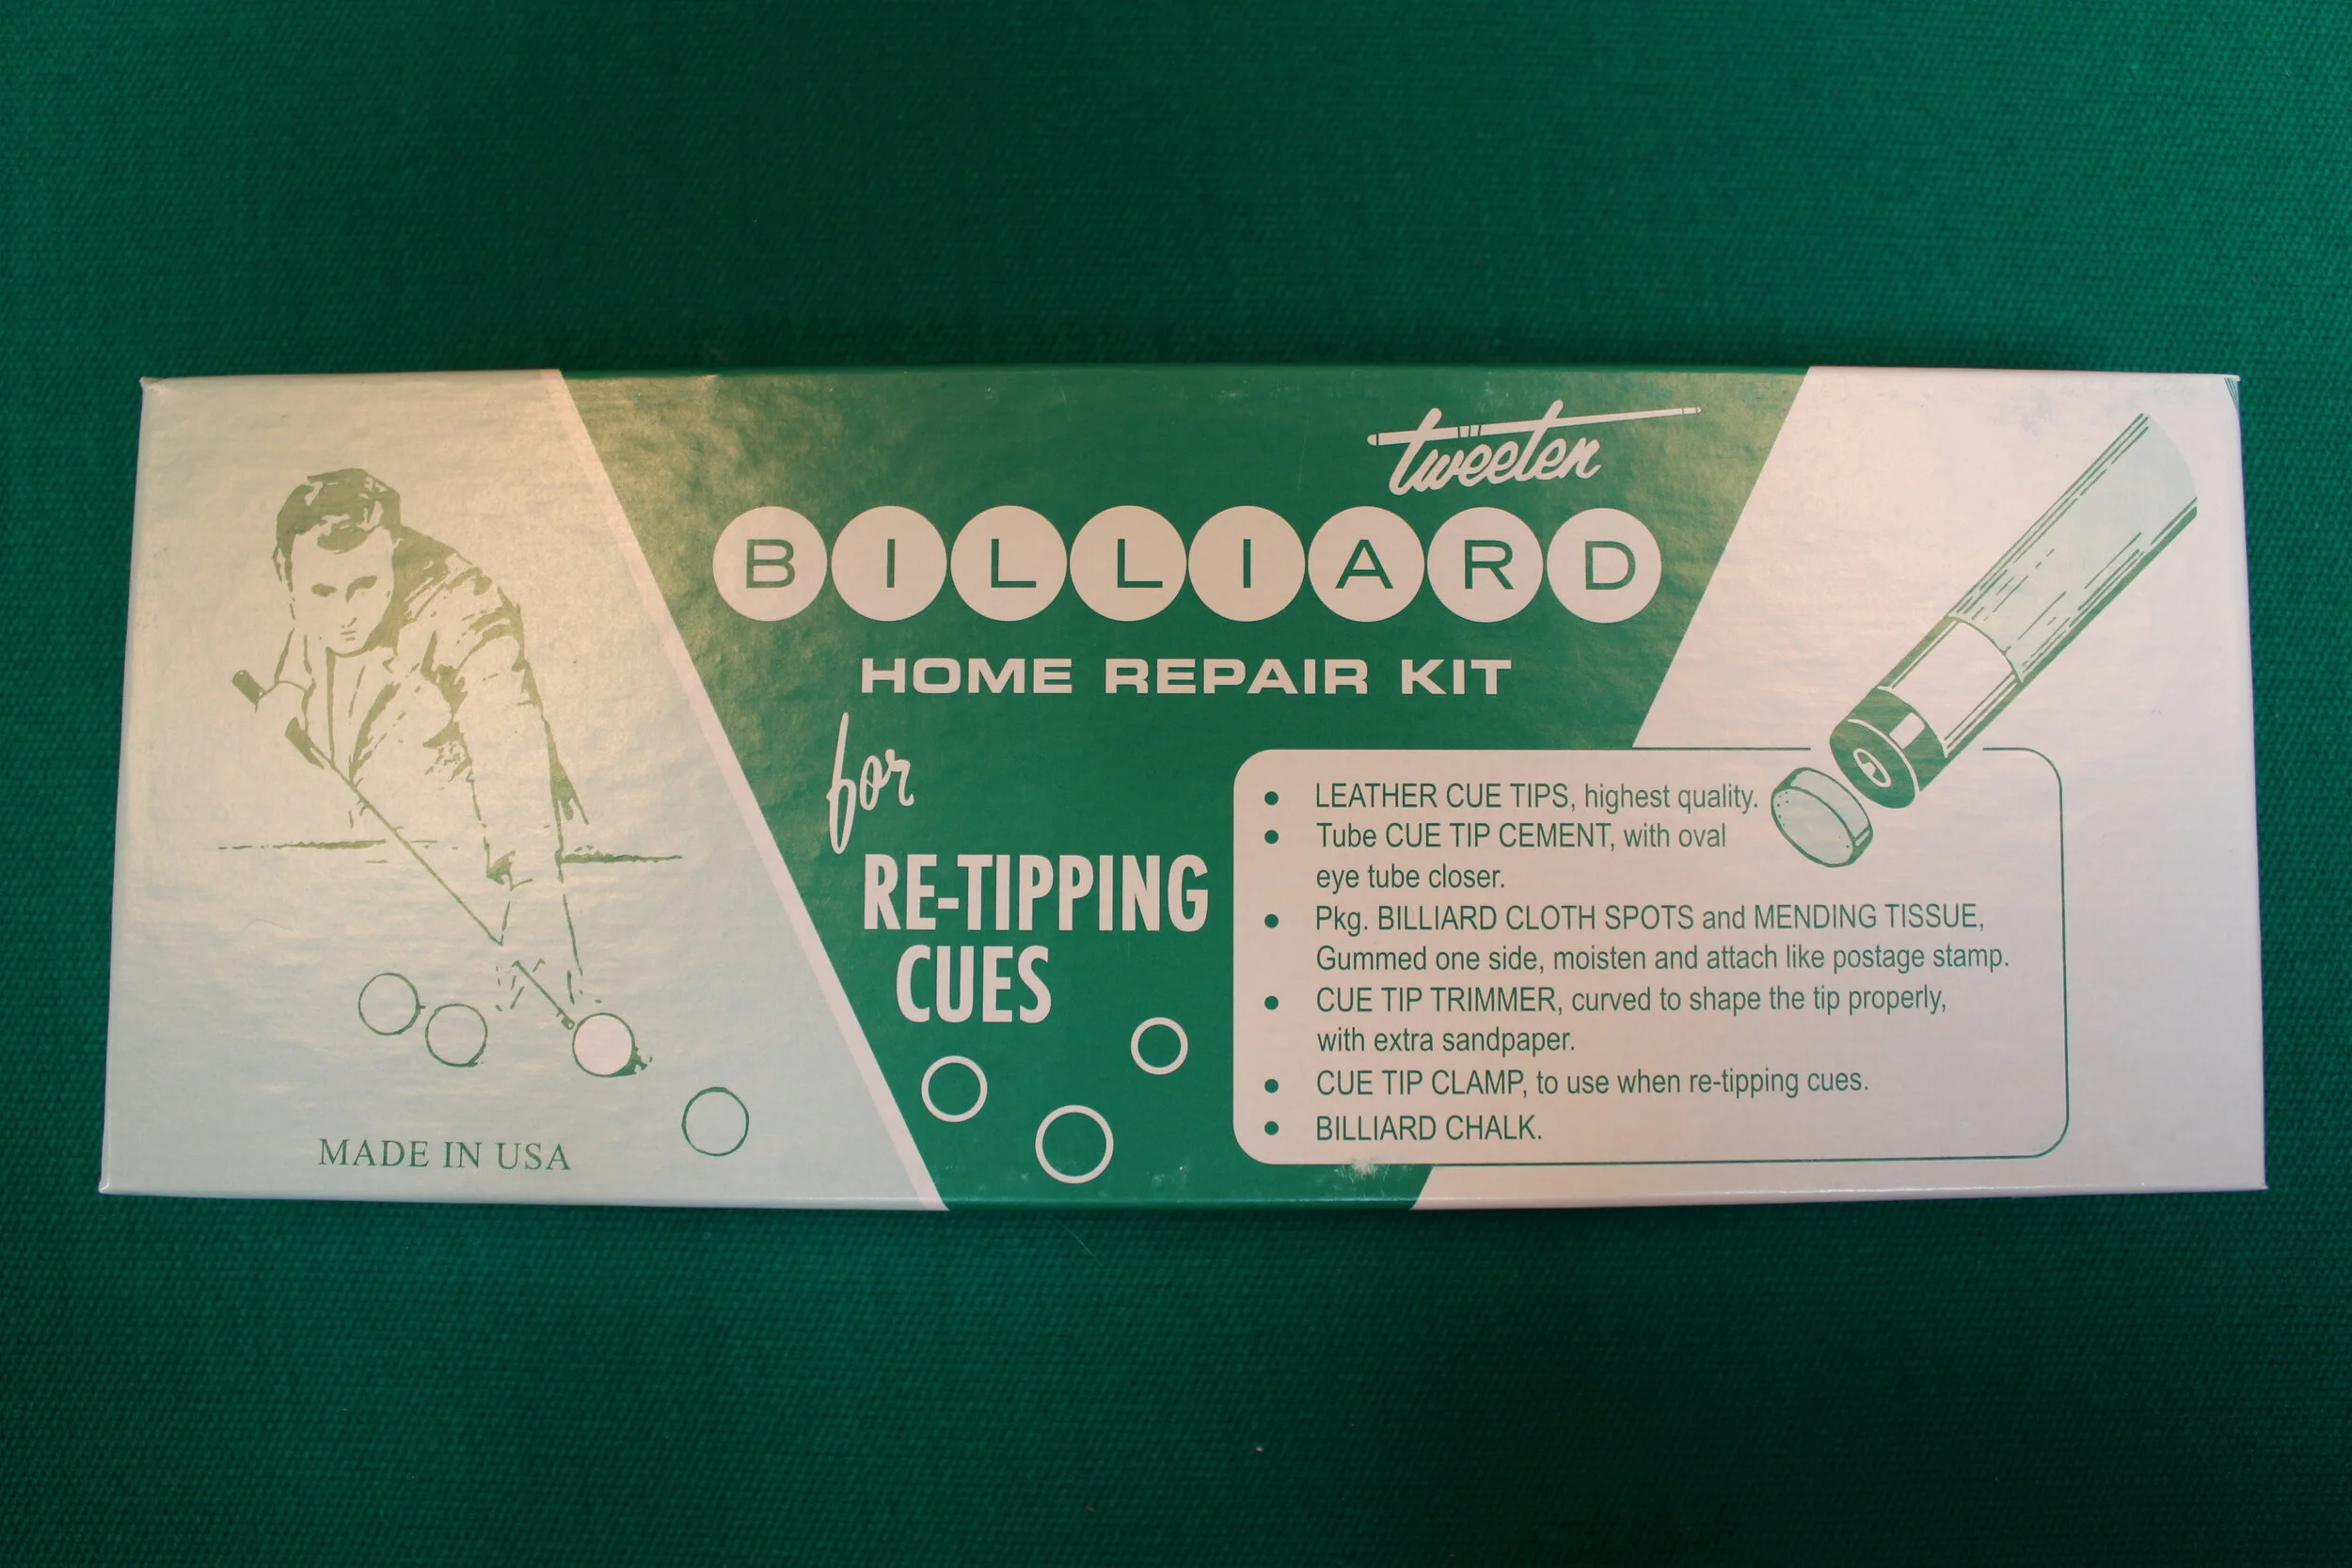 tweeten
BILLIARD
HOME REPAIR KIT
for
RE-TIPPING
CUES
• LEATHER CUE TIPS, highest quality.
• Tube CUE TIP CEMENT, with oval
eye tube closer.
• Pkg. BILLIARD CLOTH SPOTS and MENDING TISSUE,
Gummed one side, moisten and attach like postage stamp.
• CUE TIP TRIMMER, curved to shape the tip properly,
with extra sandpaper.
• CUE TIP CLAMP, to use when re-tipping cues.
• BILLIARD CHALK.
MADE IN USA